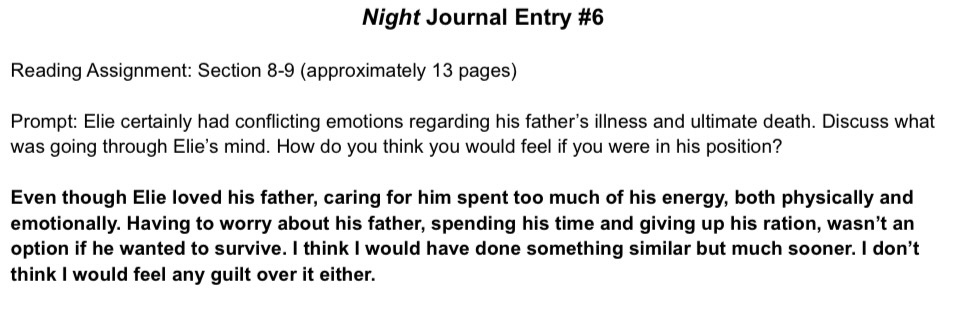 Night Journal Entry #6
Reading Assignment: Section 8-9 (approximately 13 pages)
Prompt: Elie certainly had conflicting emotions regarding his father’s illness and ultimate death. Discuss what
was going through Elie’s mind. How do you think you would feel if you were in his position?
Even though Elie loved his father, caring for him spent too much of his energy, both physically and
emotionally. Having to worry about his father, spending his time and giving up his ration, wasn’t an
option if he wanted to survive. I think I would have done something similar but much sooner. I don’t
think I would feel any guilt over it either.